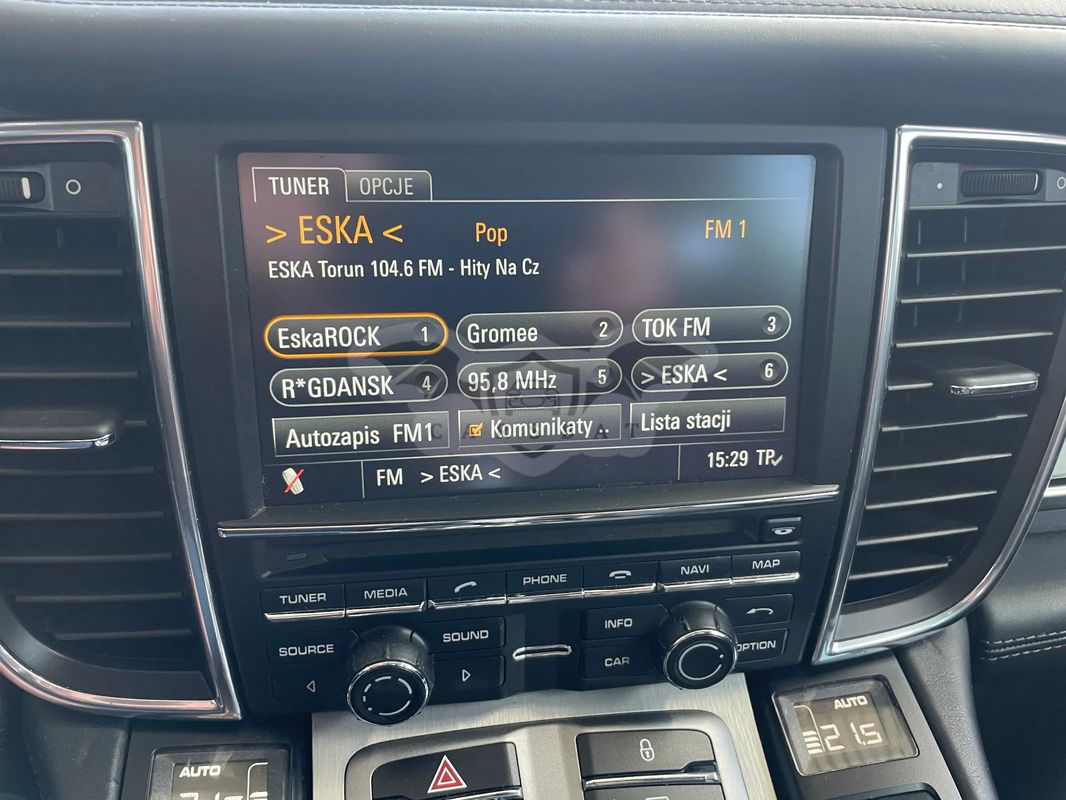 TUNER OPCJE
> ESKA < Pop FM 1
ESKA Torun 104.6 FM - Hity Na Cz
EskaROCK 1 Gromee 2 TOK FM 3
R*GDANSK 4 95,8 MHz 5 > ESKA < 6
Autozapis FM1 Komunikaty .. Lista stacji
FM > ESKA < 15:29 TP
TUNER MEDIA PHONE NAVI MAP
SOURCE SOUND INFO
CAR OPTION
AUTO
21.5
AUTO